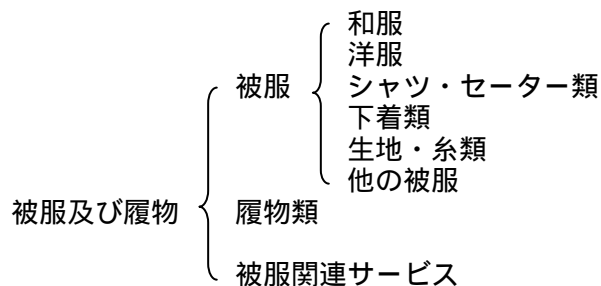 和服
洋服
被服
シャツ・セーター類
下着類
生地・糸類
他の被服
被服及び履物
履物類
被服関連サービス